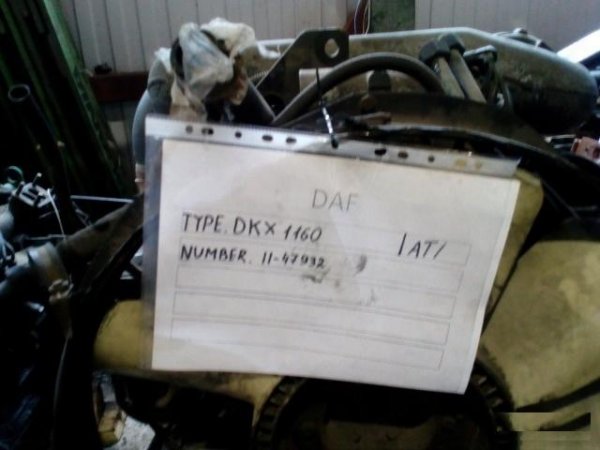 DAF
TYPE. DKX 1160 /AT/
NUMBER. 11-47932